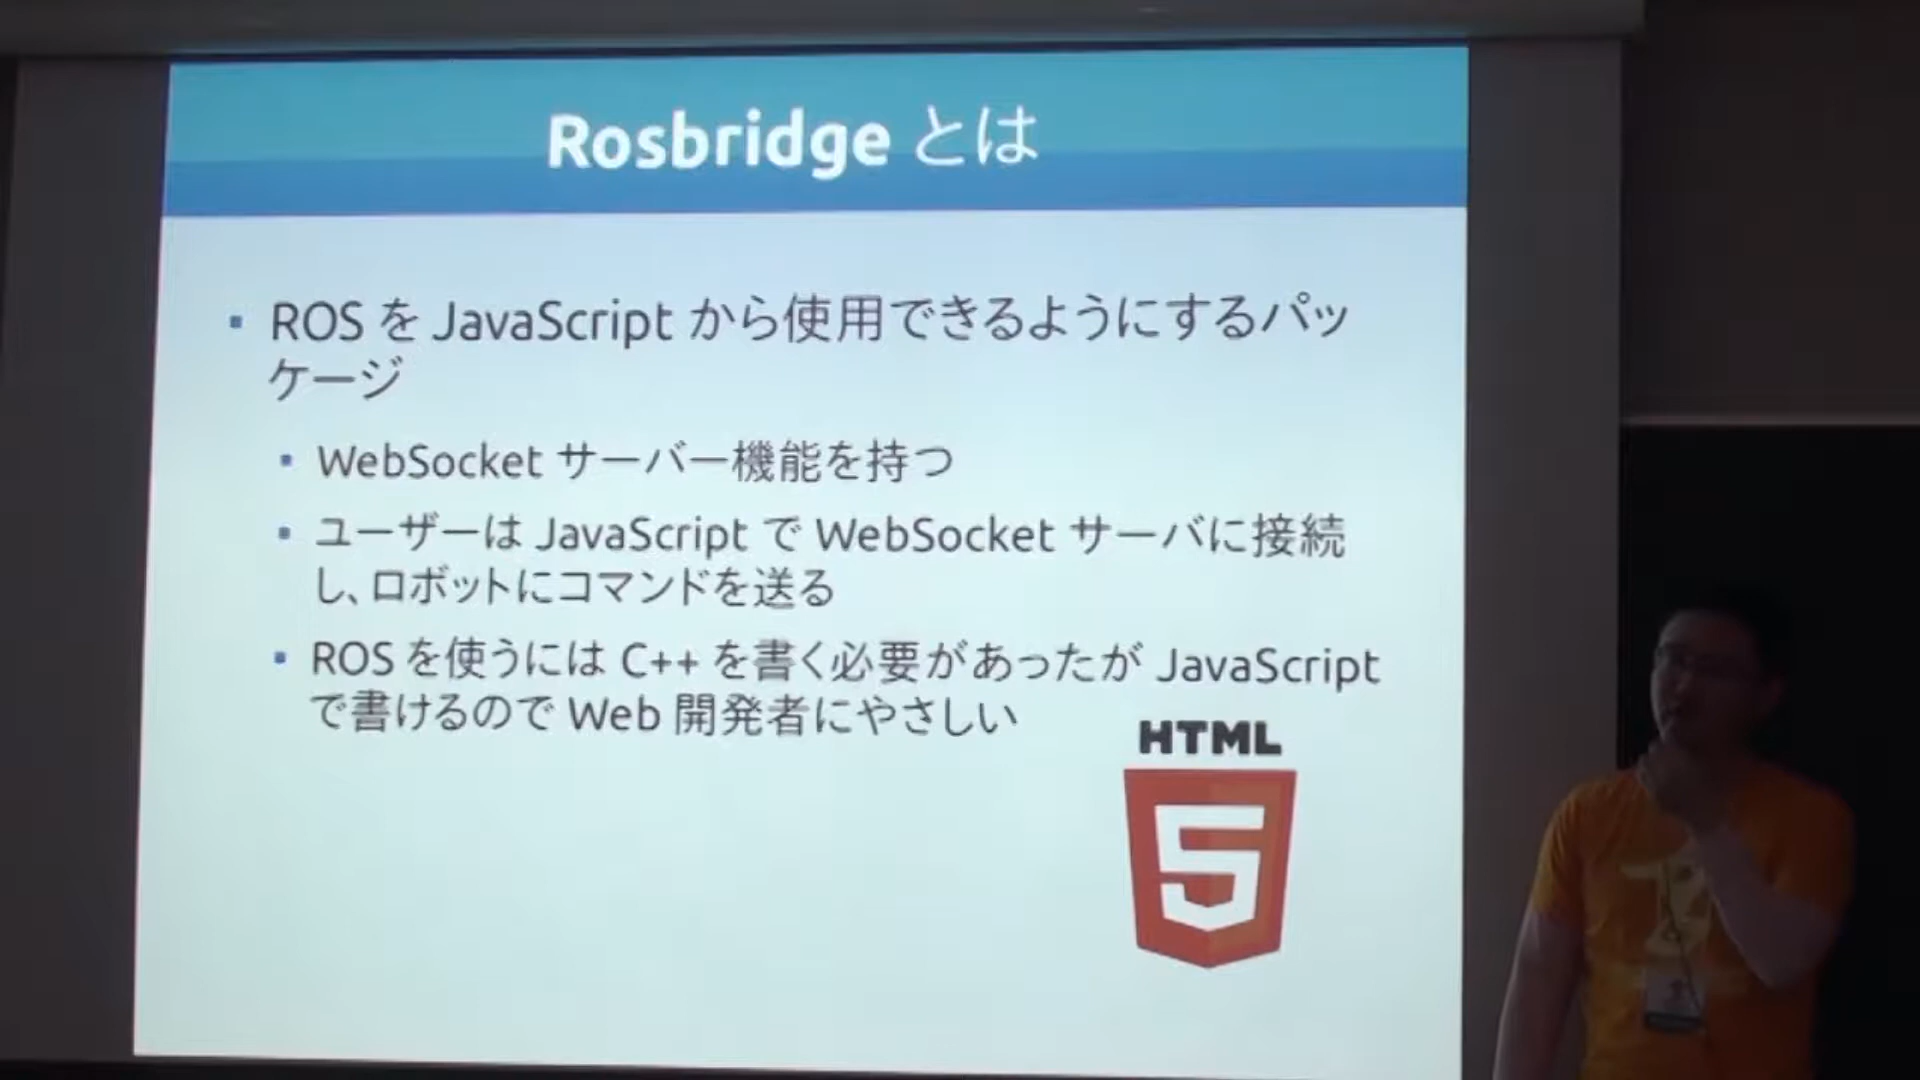 Rosbridge とは
ROS を JavaScript から使用できるようにするパッ
ケージ
WebSocket サーバー機能を持つ
ユーザーは JavaScript で WebSocket サーバに接続
し、ロボットにコマンドを送る
ROS を使うには C++ を書く必要があったが JavaScript
で書けるので Web 開発者にやさしい
HTML
5